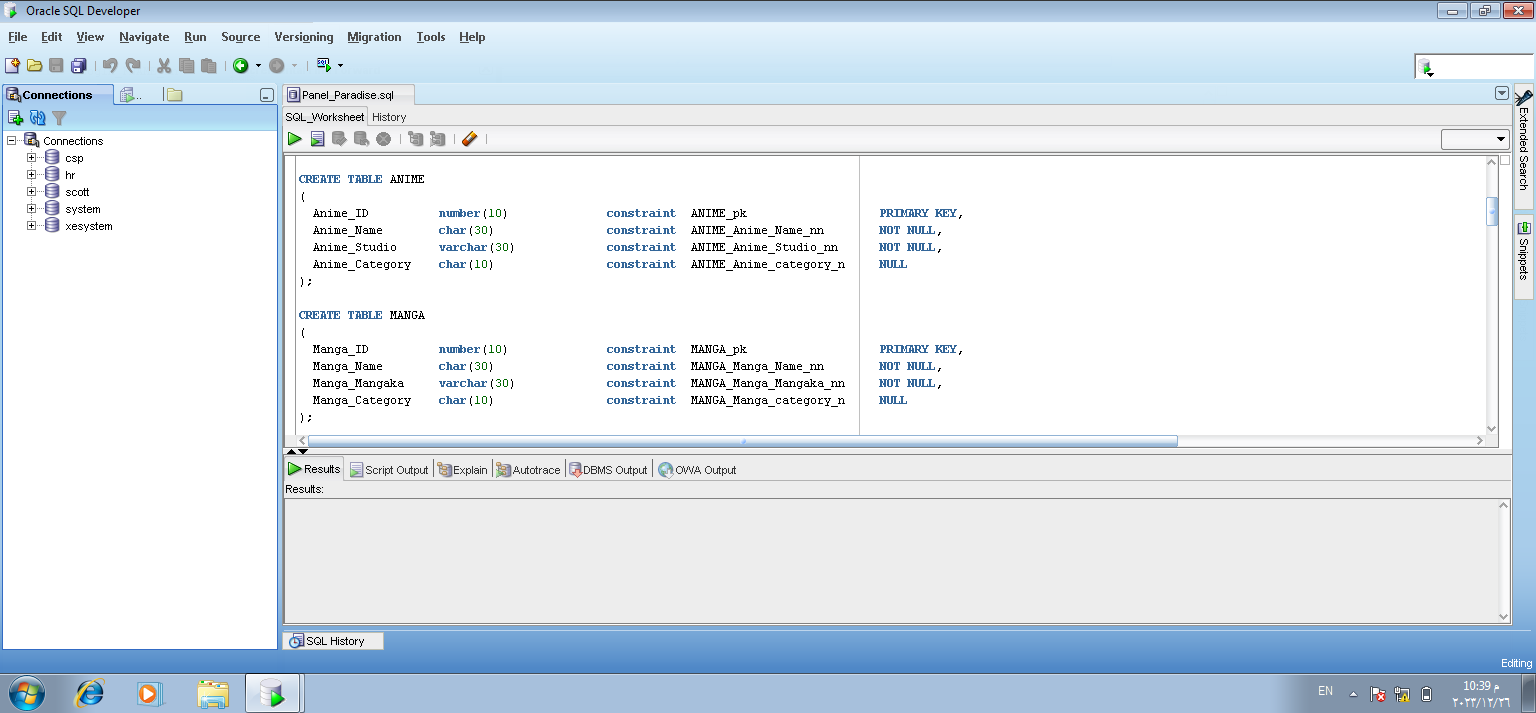 Oracle SQL Developer
File Edit View Navigate Run Source Versioning Migration Tools Help
Connections
Panel_Paradise.sql
SQL_Worksheet History
Connections
csp
hr
scott
system
xesystem
CREATE TABLE ANIME
(
Anime_ID number(10) constraint ANIME_pk PRIMARY KEY,
Anime_Name char(30) constraint ANIME_Anime_Name_nn NOT NULL,
Anime_Studio varchar(30) constraint ANIME_Anime_Studio_nn NOT NULL,
Anime_Category char(10) constraint ANIME_Anime_category_n NULL
);
CREATE TABLE MANGA
(
Manga_ID number(10) constraint MANGA_pk PRIMARY KEY,
Manga_Name char(30) constraint MANGA_Manga_Name_nn NOT NULL,
Manga_Mangaka varchar(30) constraint MANGA_Manga_Mangaka_nn NOT NULL,
Manga_Category char(10) constraint MANGA_Manga_category_n NULL
);
Results Script Output Explain Autotrace DBMS Output OWA Output
Results:
SQL History
Extended Search
Snippets
Editing
EN
10:39 م
٢٠٢٣/١٢/٢٦